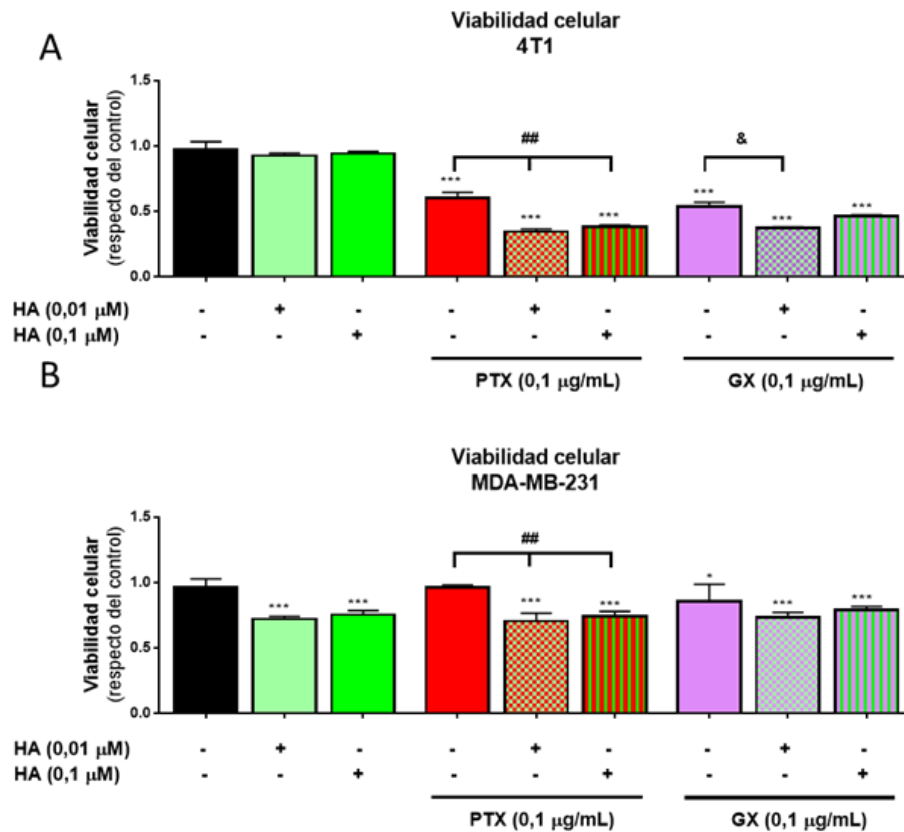 A
Viabilidad celular
4T1
Viabilidad celular
(respecto del control)
1.5
1.0
0.5
0.0
***
***
***
##
***
***
***
&
HA (0,01 µM) - + - - + - - + -
HA (0,1 µM) - - + - - + - - +
PTX (0,1 µg/mL) GX (0,1 µg/mL)
B
Viabilidad celular
MDA-MB-231
Viabilidad celular
(respecto del control)
1.5
1.0
0.5
0.0
***
***
##
***
***
*
***
***
HA (0,01 µM) - + - - + - - + -
HA (0,1 µM) - - + - - + - - +
PTX (0,1 µg/mL) GX (0,1 µg/mL)